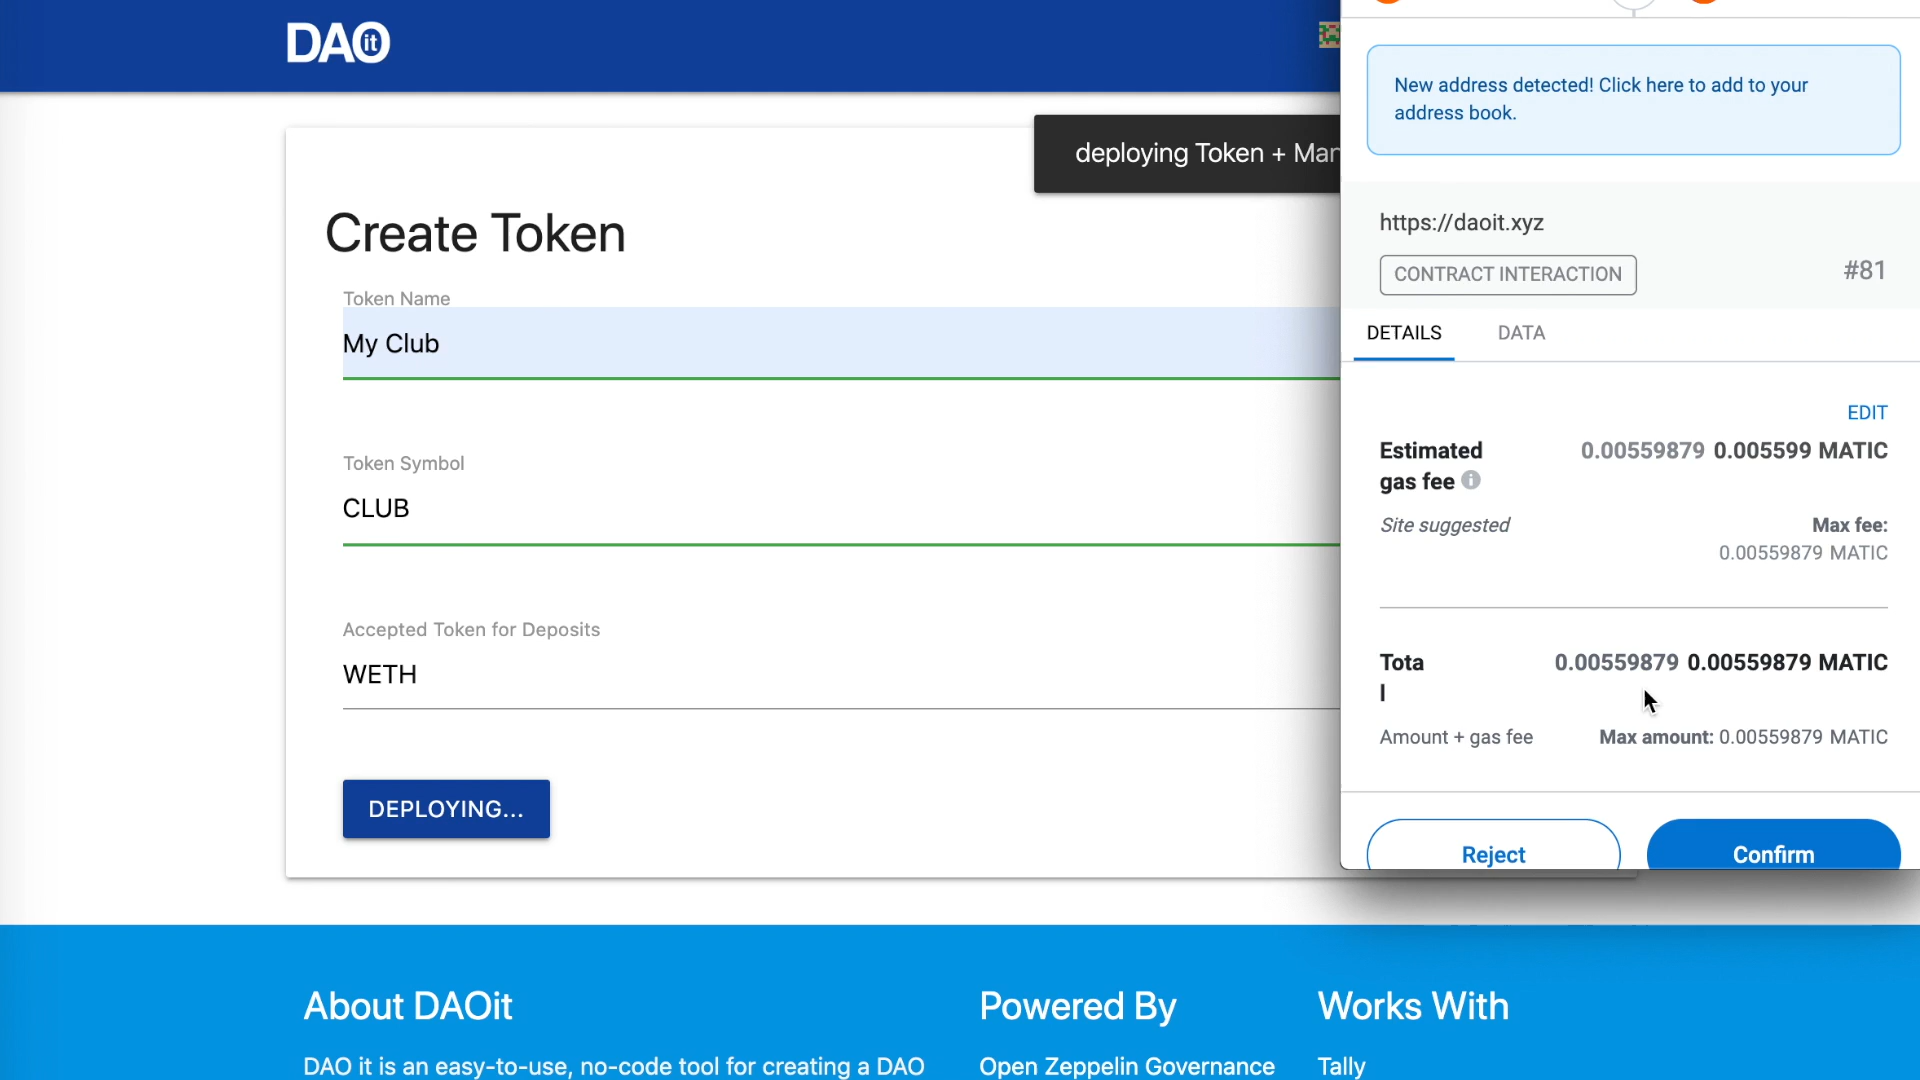 DAOit
deploying Token + Mar
Create Token
Token Name
My Club
Token Symbol
CLUB
Accepted Token for Deposits
WETH
DEPLOYING...
New address detected! Click here to add to your
address book.
https://daoit.xyz
CONTRACT INTERACTION
#81
DETAILS
DATA
EDIT
Estimated
gas fee
0.00559879 0.005599 MATIC
Site suggested
Max fee:
0.00559879 MATIC
Tota
l
0.00559879 0.00559879 MATIC
Amount + gas fee
Max amount: 0.00559879 MATIC
Reject
Confirm
About DAOit
DAO it is an easy-to-use, no-code tool for creating a DAO
Powered By
Open Zeppelin Governance
Works With
Tally